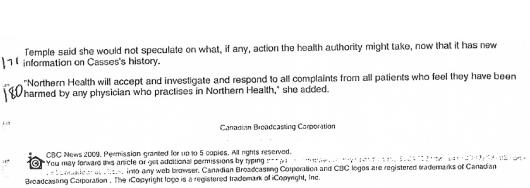 Temple said she would not speculate on what, if any, action the health authority might take, now that it has new
171 information on Casses's history.
"Northern Health will accept and investigate and respond to all complaints from all patients who feel they have been
180 harmed by any physician who practises in Northern Health," she added.
Canadian Broadcasting Corporation
CBC News 2009. Permission granted for up to 5 copies. All rights reserved.
You may forward this article or get additional permissions by typing
into any web browser. Canadian Broadcasting Corporation and CBC logos are registered trademarks of Canadian
Broadcasting Corporation . The iCopyright logo is a registered trademark of iCopyright, Inc.